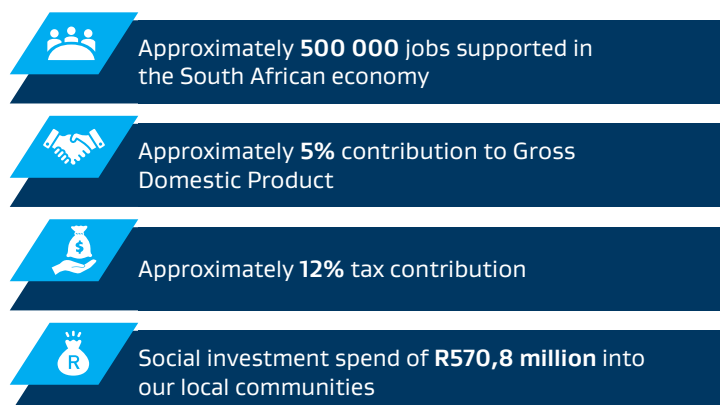 Approximately 500 000 jobs supported in
the South African economy
Approximately 5% contribution to Gross
Domestic Product
$
Approximately 12% tax contribution
R
Social investment spend of R570,8 million into
our local communities